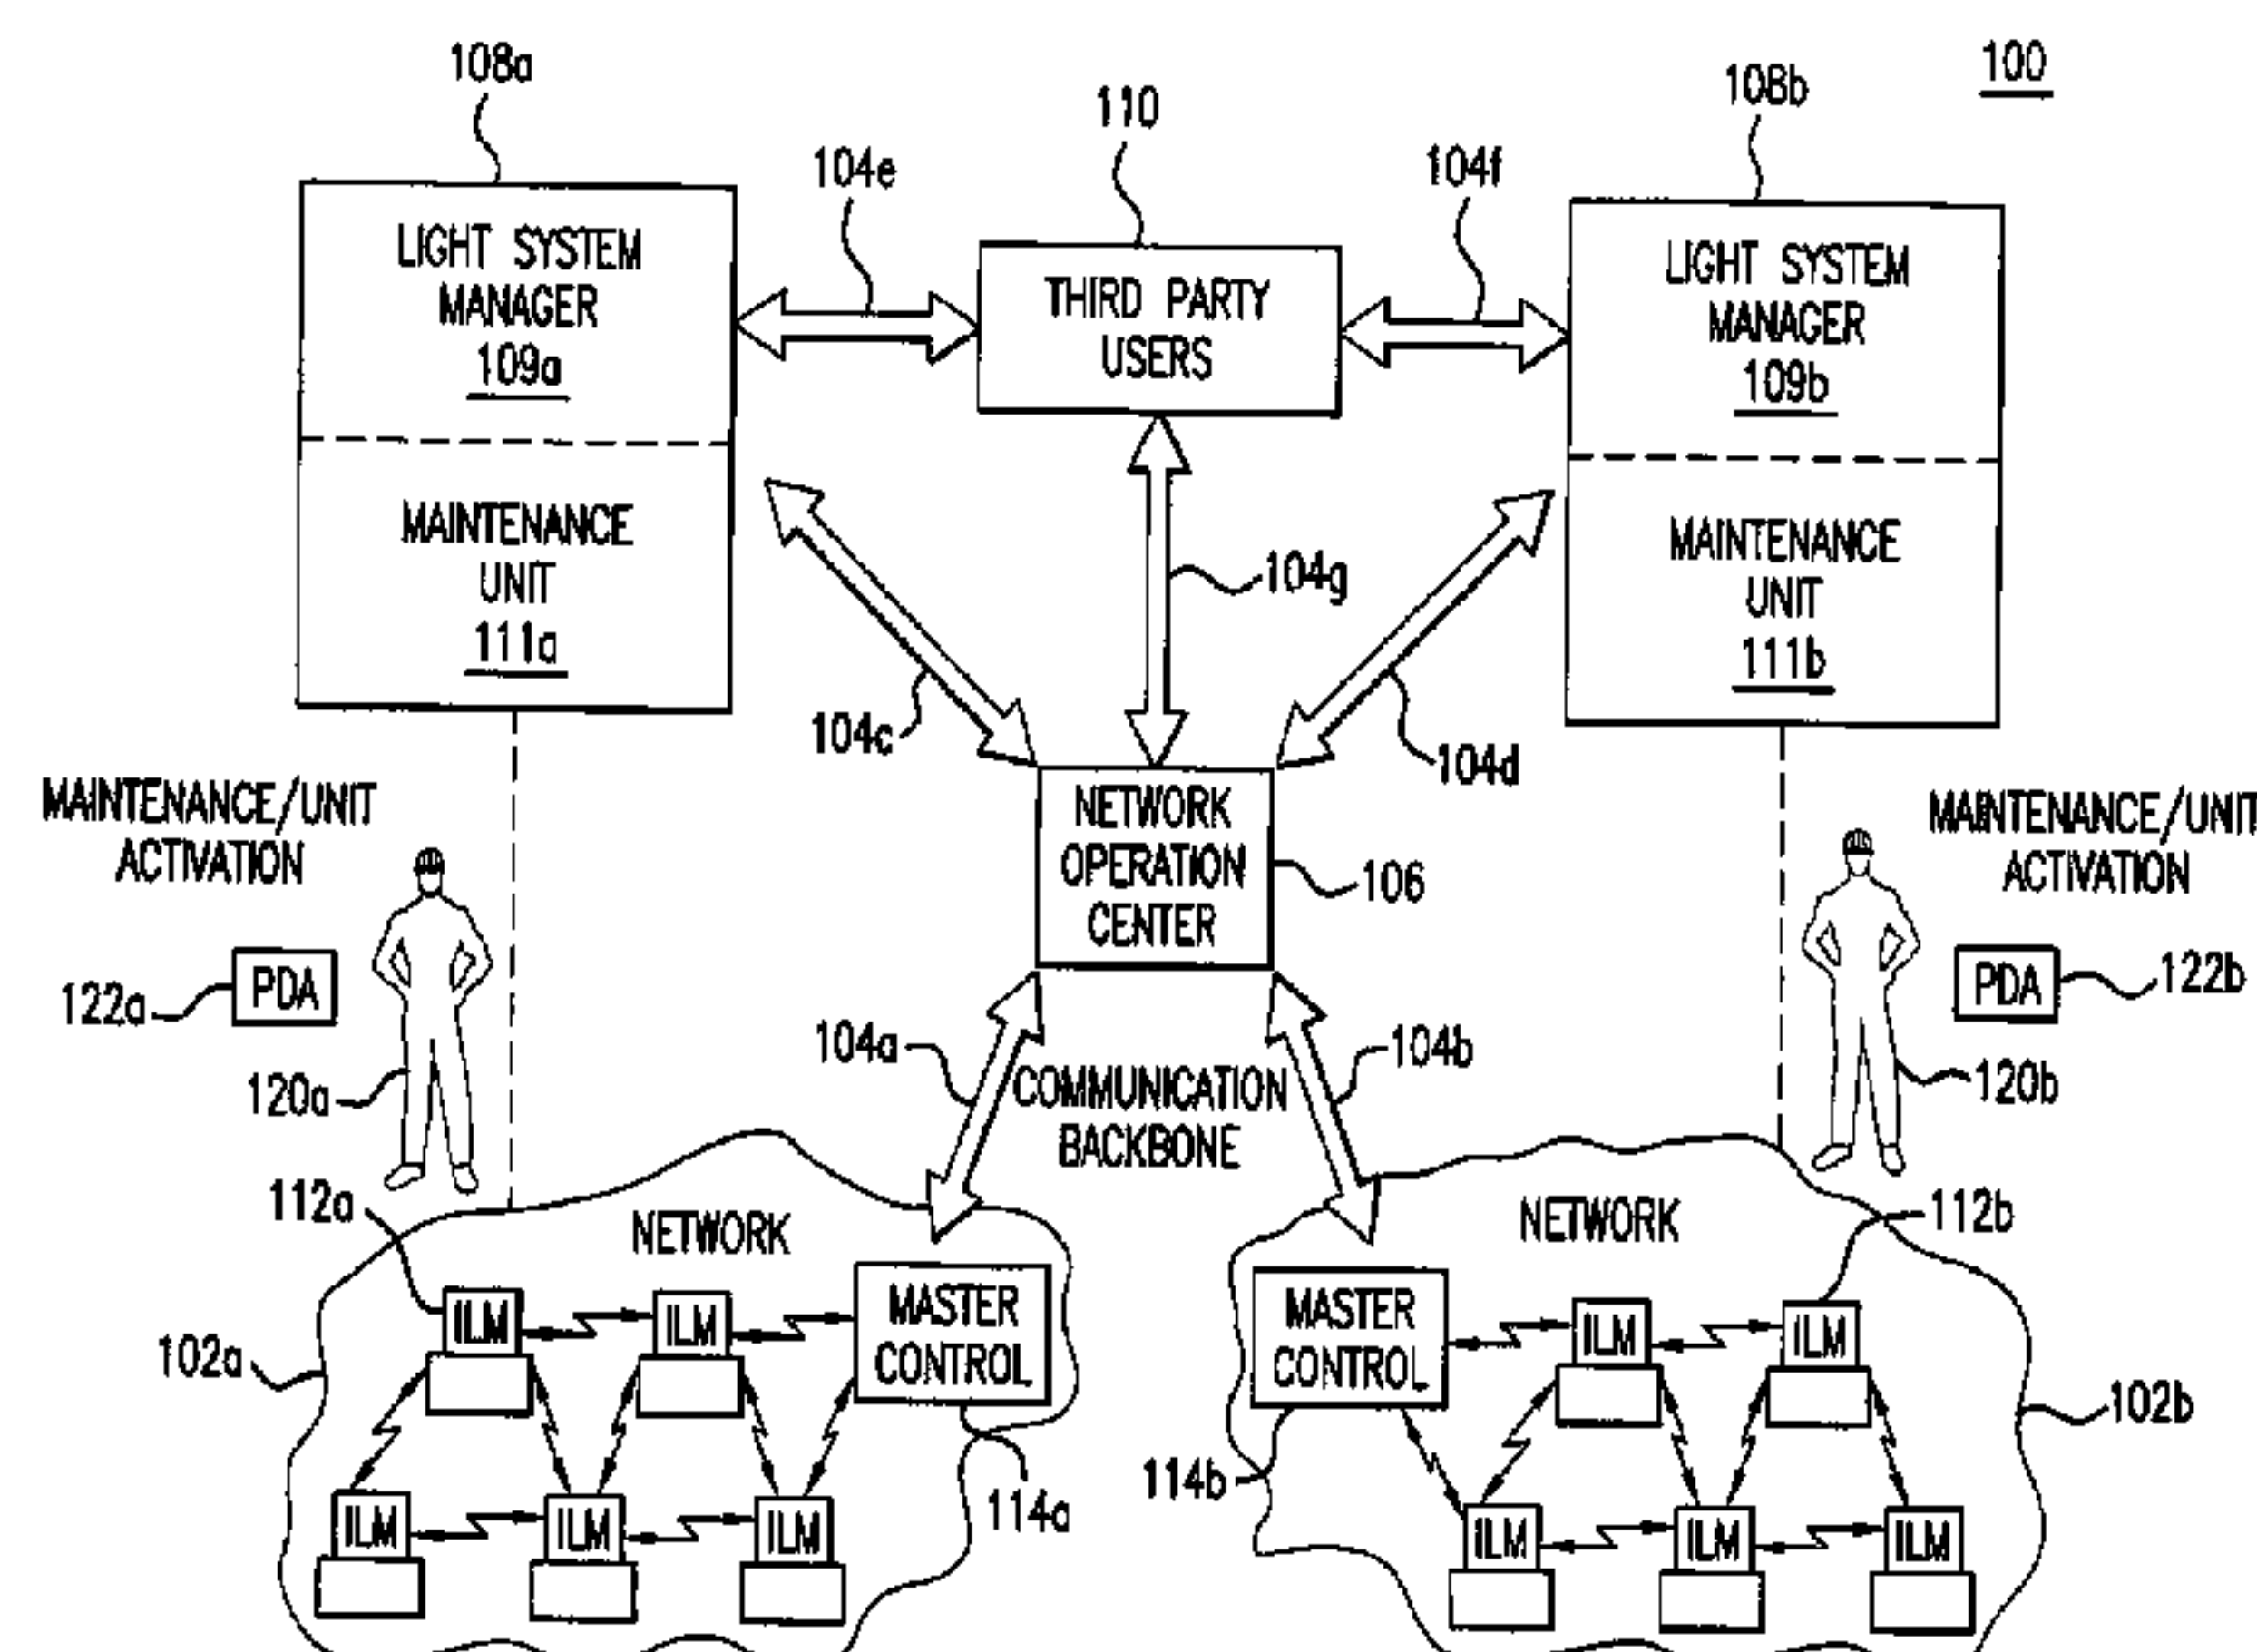 100
108a
108b
110
104e
104f
LIGHT SYSTEM
MANAGER
109a
THIRD PARTY
USERS
LIGHT SYSTEM
MANAGER
109b
MAINTENANCE
UNIT
111a
104g
MAINTENANCE
UNIT
111b
104c
104d
MAINTENANCE/UNIT
ACTIVATION
NETWORK
OPERATION
CENTER
106
MAINTENANCE/UNIT
ACTIVATION
122a
PDA
PDA
122b
120a
104a
COMMUNICATION
BACKBONE
104b
120b
112a
NETWORK
NETWORK
112b
102a
ILM
ILM
MASTER
CONTROL
MASTER
CONTROL
ILM
ILM
102b
114a
114b
ILM
ILM
ILM
ILM
ILM
ILM